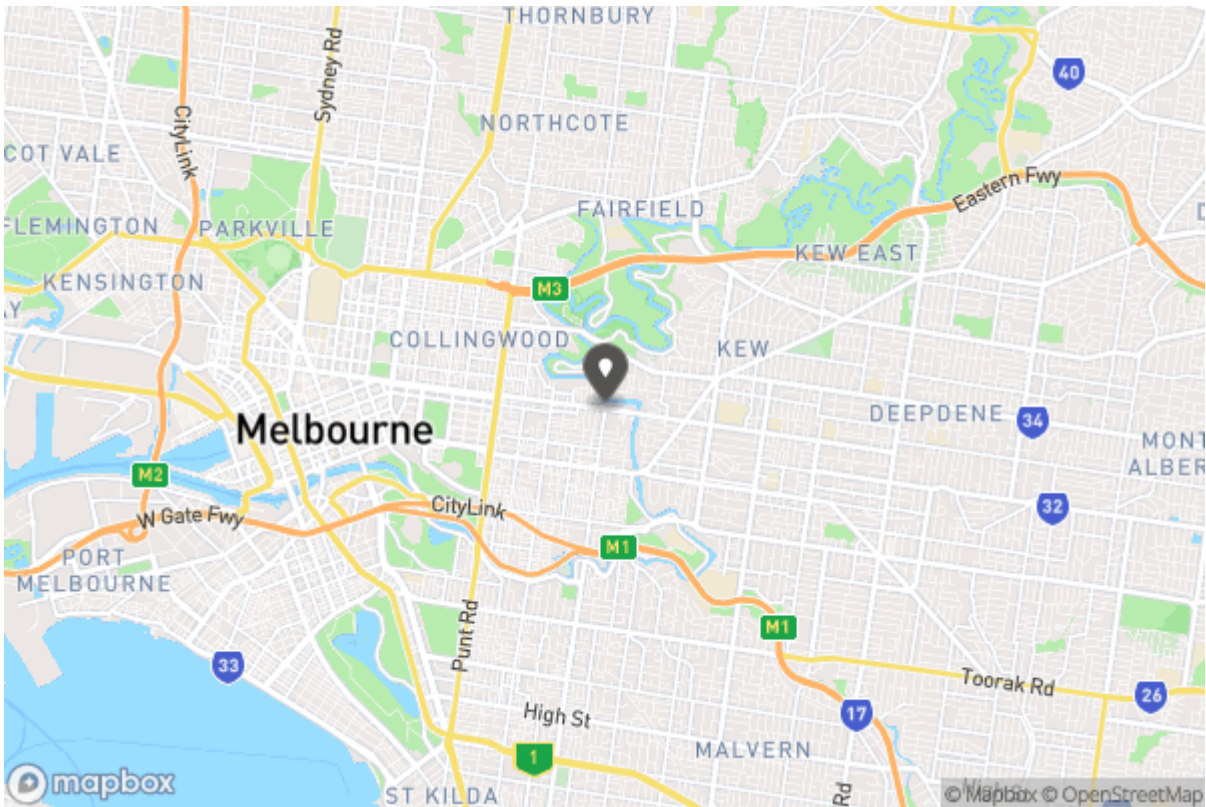 THORNBURY
Sydney Rd
40
CityLink
NORTHCOTE
COT VALE
Eastern Fwy
FAIRFIELD
FLEMINGTON
PARKVILLE
D
KEW EAST
KENSINGTON
M3
AY
COLLINGWOOD
KEW
DEEPDENE
34
Melbourne
MONT
ALBER
M2
CityLink
32
W Gate Fwy
M1
PORT
MELBOURNE
Punt Rd
M1
33
Toorak Rd
26
High St
17
MALVERN
1
mapbox
ST KILDA
Rd
© Mapbox © OpenStreetMap